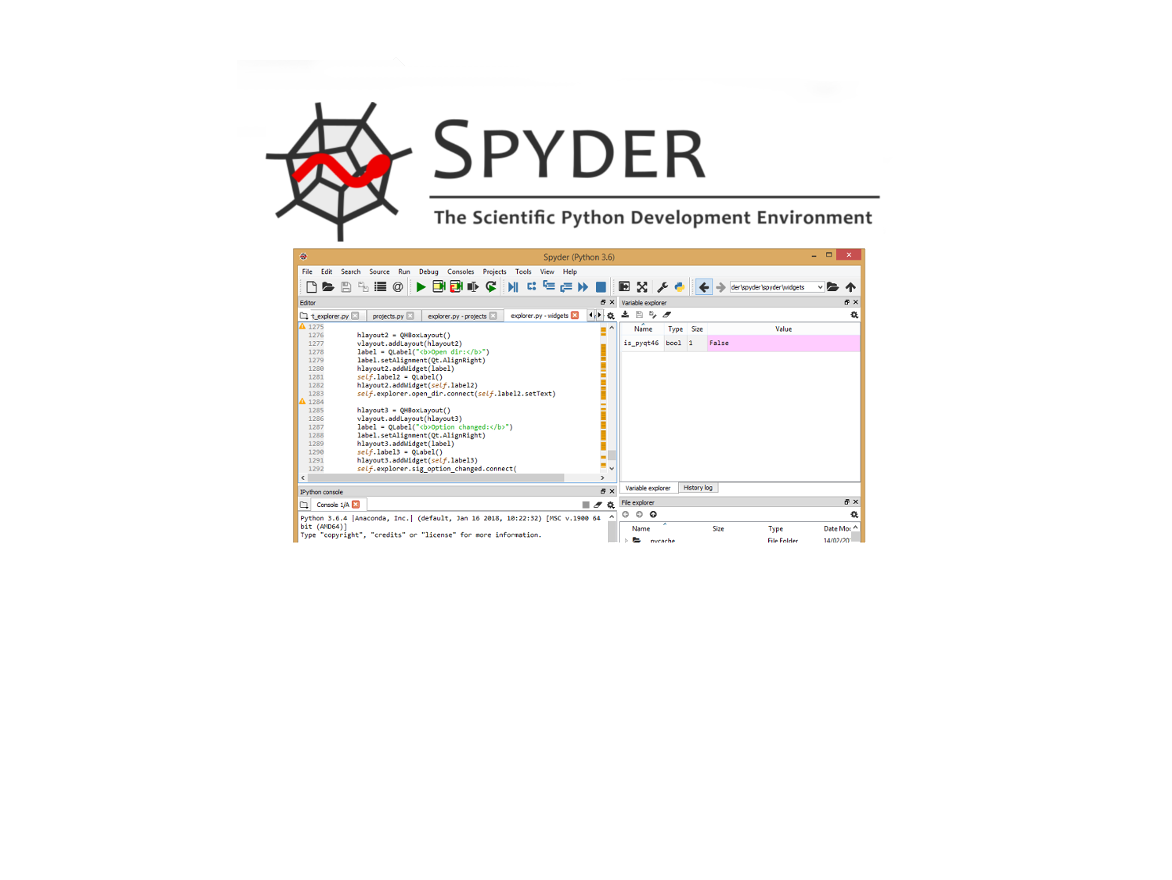 SPYDER
The Scientific Python Development Environment
Spyder (Python 3.6)
File Edit Search Source Run Debug Consoles Projects Tools View Help
der\spyder\spyder\widgets
Editor
t_explorer.py projects.py explorer.py - projects explorer.py - widgets
1275
1276 hlayout2 = QHBoxLayout()
1277 vlayout.addLayout(hlayout2)
1278 label = QLabel("<b>Open dir:</b>")
1279 label.setAlignment(Qt.AlignRight)
1280 hlayout2.addWidget(label)
1281 self.label2 = QLabel()
1282 hlayout2.addWidget(self.label2)
1283 self.explorer.open_dir.connect(self.label2.setText)
1284
1285 hlayout3 = QHBoxLayout()
1286 vlayout.addLayout(hlayout3)
1287 label = QLabel("<b>Option changed:</b>")
1288 label.setAlignment(Qt.AlignRight)
1289 hlayout3.addWidget(label)
1290 self.label3 = QLabel()
1291 hlayout3.addWidget(self.label3)
1292 self.explorer.sig_option_changed.connect(
Variable explorer
Name Type Size Value
is_pyqt46 bool 1 False
Variable explorer History log
IPython console
Console 1/A
Python 3.6.4 |Anaconda, Inc.| (default, Jan 16 2018, 10:22:32) [MSC v.1900 64
bit (AMD64)]
Type "copyright", "credits" or "license" for more information.
File explorer
Name Size Type Date Mo
pycache File Folder 14/02/20